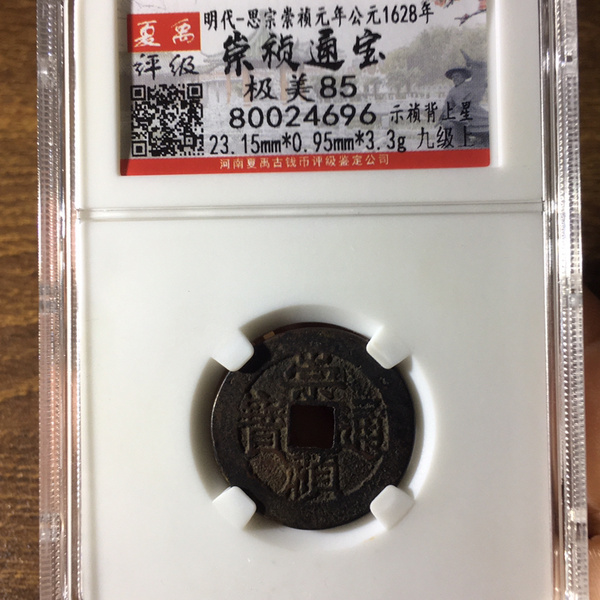 夏禹
评级
明代-思宗崇祯元年公元1628年
崇祯通宝
极美85
80024696
示祯背上星
23.15mm*0.95mm*3.3g
九级上
河南夏禹古钱币评级鉴定公司
崇禎通寶